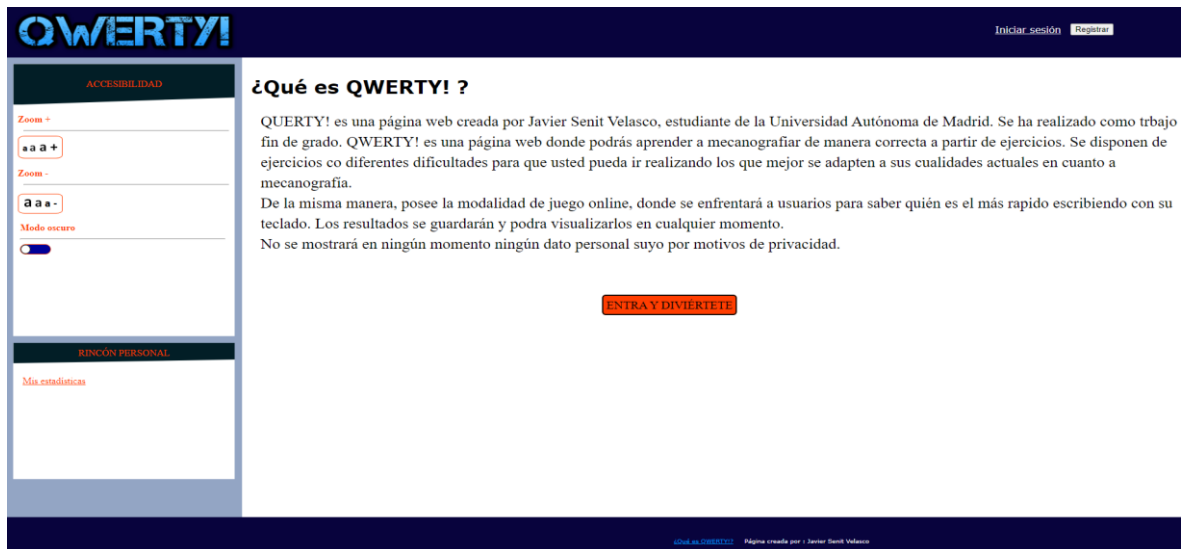 QWERTY!
Iniciar sesión
Registrar
ACCESIBILIDAD
Zoom +
a a a +
Zoom -
a a a -
Modo oscuro
RINCÓN PERSONAL
Mis estadísticas
¿Qué es QWERTY! ?
QUERTY! es una página web creada por Javier Senit Velasco, estudiante de la Universidad Autónoma de Madrid. Se ha realizado como trbajo
fin de grado. QWERTY! es una página web donde podrás aprender a mecanografiar de manera correcta a partir de ejercicios. Se disponen de
ejercicios co diferentes dificultades para que usted pueda ir realizando los que mejor se adapten a sus cualidades actuales en cuanto a
mecanografía.
De la misma manera, posee la modalidad de juego online, donde se enfrentará a usuarios para saber quién es el más rapido escribiendo con su
teclado. Los resultados se guardarán y podra visualizarlos en cualquier momento.
No se mostrará en ningún momento ningún dato personal suyo por motivos de privacidad.
ENTRA Y DIVIÉRTETE
¿Qué es QWERTY!? Página creada por : Javier Senit Velasco